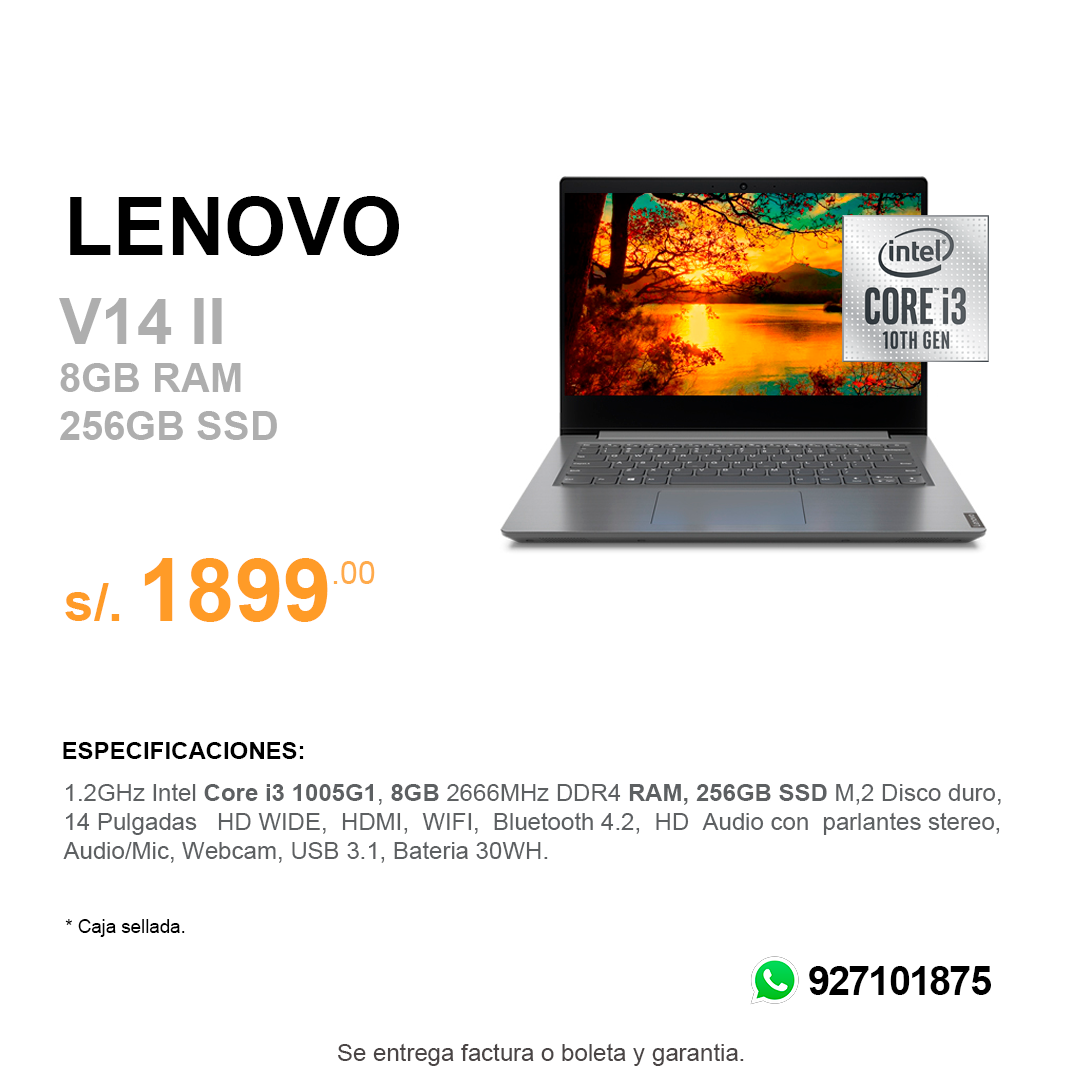 LENOVO
V14 II
8GB RAM
256GB SSD
intel
CORE i3
10TH GEN
s/. 1899.00
ESPECIFICACIONES:
1.2GHz Intel Core i3 1005G1, 8GB 2666MHz DDR4 RAM, 256GB SSD M,2 Disco duro,
14 Pulgadas HD WIDE, HDMI, WIFI, Bluetooth 4.2, HD Audio con parlantes stereo,
Audio/Mic, Webcam, USB 3.1, Bateria 30WH.
* Caja sellada.
927101875
Se entrega factura o boleta y garantia.